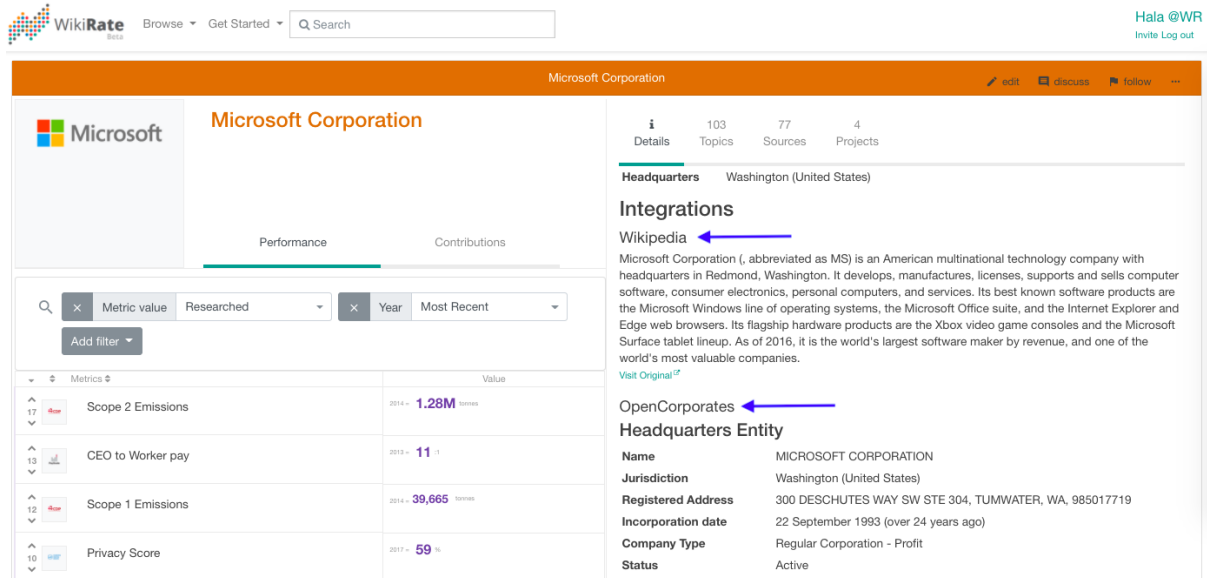 WikiRate
Beta
Browse
Get Started
Search
Hala @WR
Invite Log out
Microsoft Corporation
edit
discuss
follow
...
Microsoft
Microsoft Corporation
Performance
Contributions
× Metric value Researched
× Year Most Recent
Add filter
Metrics
Value
17
Scope 2 Emissions
2014 = 1.28M tonnes
13
CEO to Worker pay
2013 = 11 :1
12
Scope 1 Emissions
2014 = 39,665 tonnes
10
Privacy Score
2017 = 59 %
i
Details
103
Topics
77
Sources
4
Projects
Headquarters Washington (United States)
Integrations
Wikipedia
Microsoft Corporation (, abbreviated as MS) is an American multinational technology company with
headquarters in Redmond, Washington. It develops, manufactures, licenses, supports and sells computer
software, consumer electronics, personal computers, and services. Its best known software products are
the Microsoft Windows line of operating systems, the Microsoft Office suite, and the Internet Explorer and
Edge web browsers. Its flagship hardware products are the Xbox video game consoles and the Microsoft
Surface tablet lineup. As of 2016, it is the world's largest software maker by revenue, and one of the
world's most valuable companies.
Visit Original
OpenCorporates
Headquarters Entity
Name MICROSOFT CORPORATION
Jurisdiction Washington (United States)
Registered Address 300 DESCHUTES WAY SW STE 304, TUMWATER, WA, 985017719
Incorporation date 22 September 1993 (over 24 years ago)
Company Type Regular Corporation - Profit
Status Active